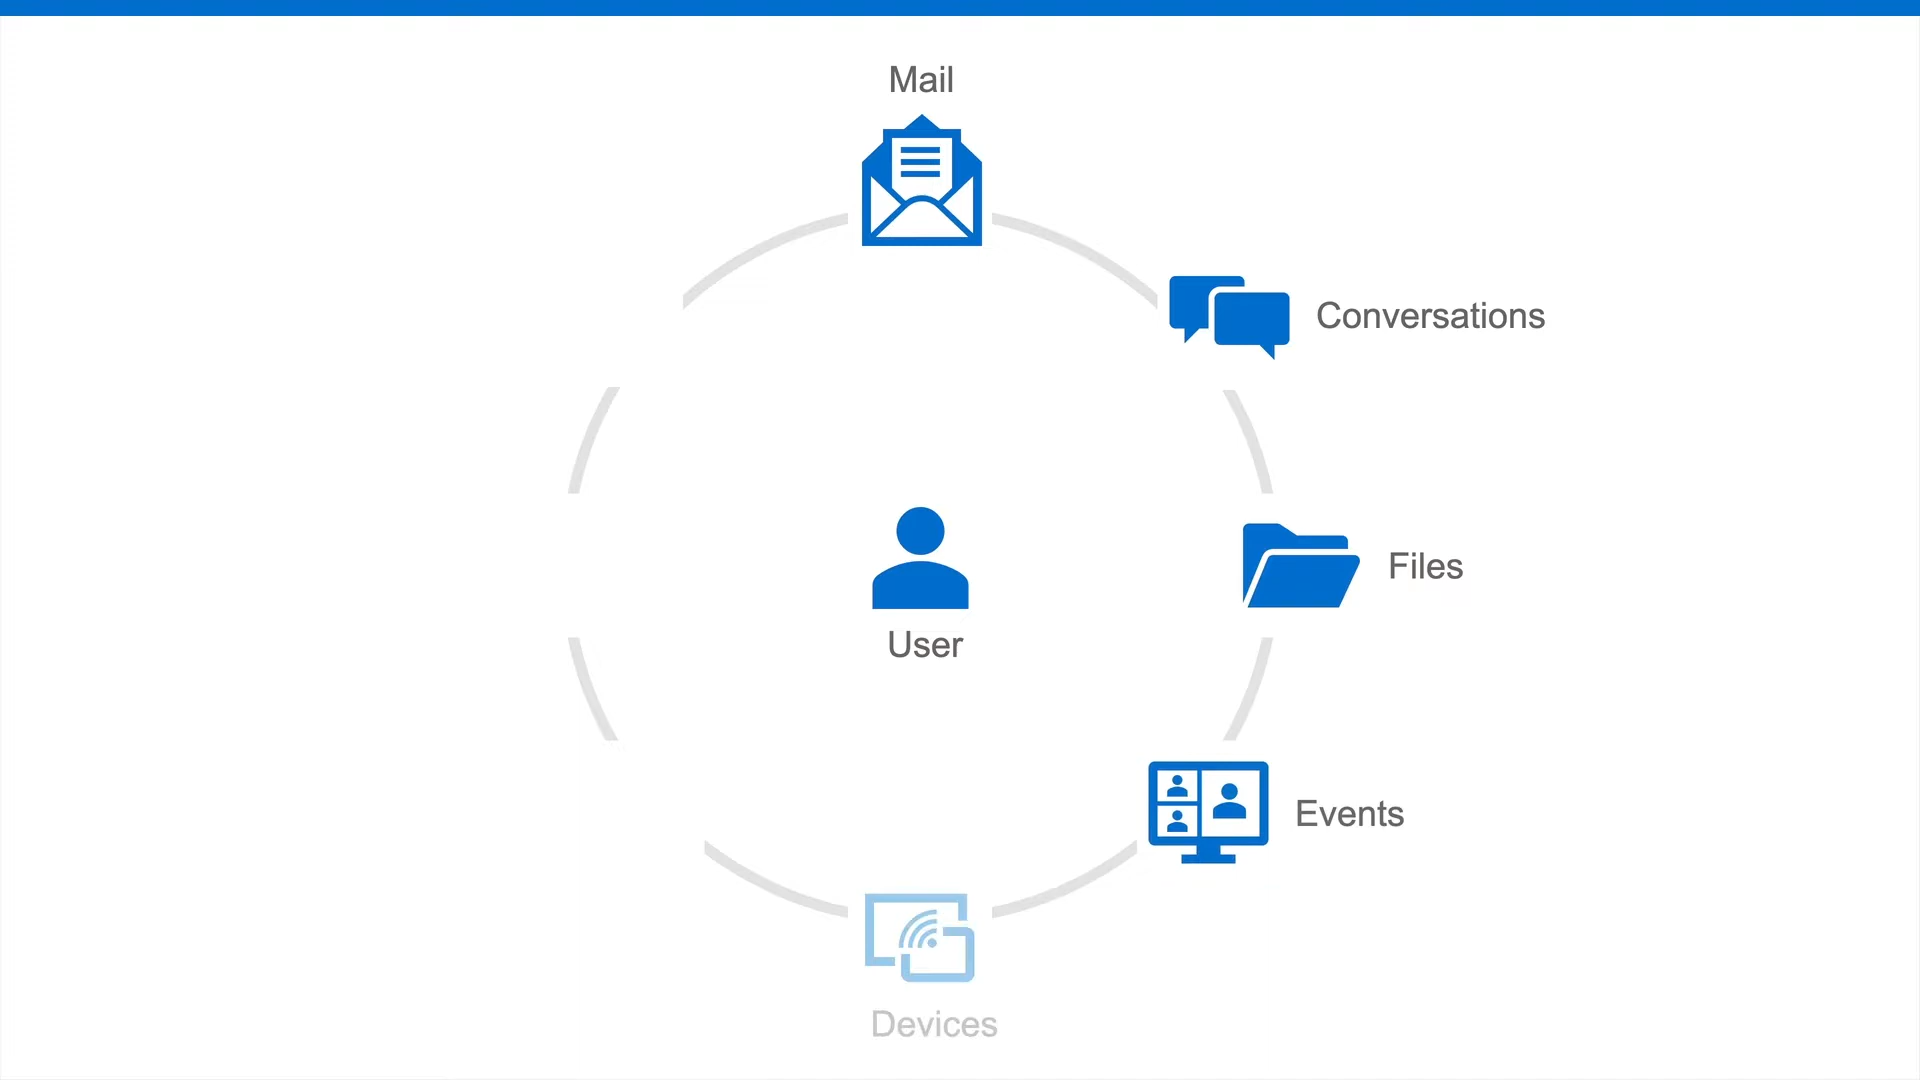 Mail
Conversations
Files
User
Events
Devices